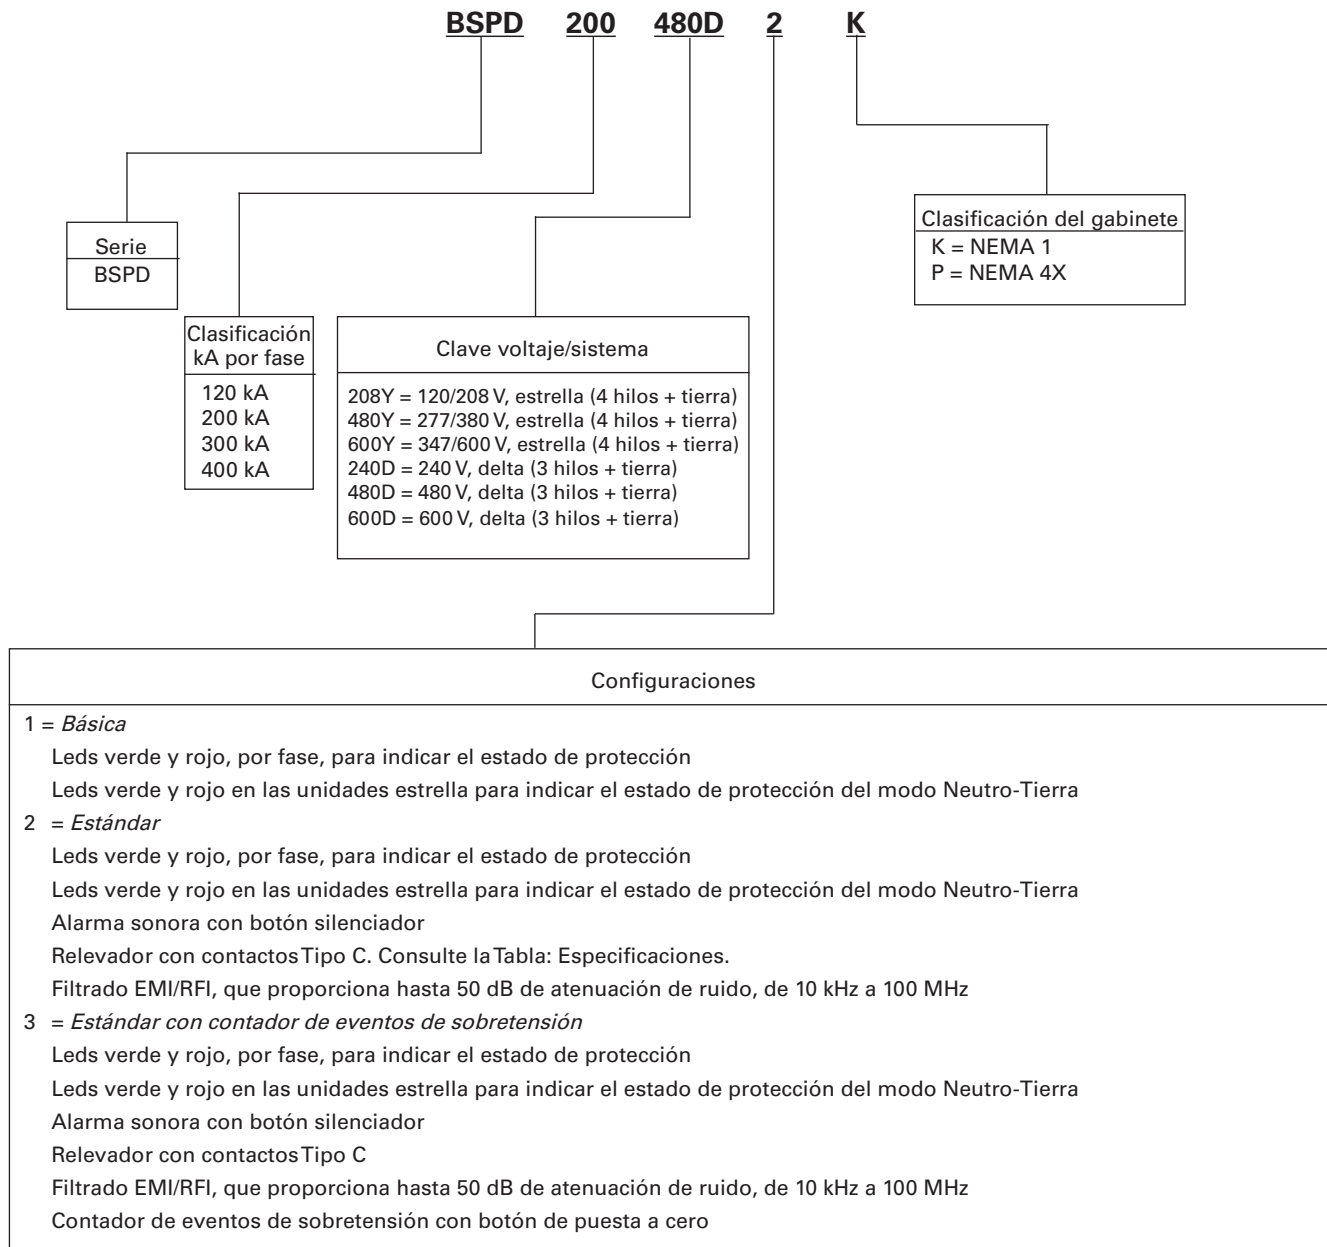 BSPD 200 480D 2 K
Serie
BSPD
Clasificación
kA por fase
120 kA
200 kA
300 kA
400 kA
Clave voltaje/sistema
208Y = 120/208 V, estrella (4 hilos + tierra)
480Y = 277/380 V, estrella (4 hilos + tierra)
600Y = 347/600 V, estrella (4 hilos + tierra)
240D = 240 V, delta (3 hilos + tierra)
480D = 480 V, delta (3 hilos + tierra)
600D = 600 V, delta (3 hilos + tierra)
Clasificación del gabinete
K = NEMA 1
P = NEMA 4X
Configuraciones
1 = Básica
Leds verde y rojo, por fase, para indicar el estado de protección
Leds verde y rojo en las unidades estrella para indicar el estado de protección del modo Neutro-Tierra
2 = Estándar
Leds verde y rojo, por fase, para indicar el estado de protección
Leds verde y rojo en las unidades estrella para indicar el estado de protección del modo Neutro-Tierra
Alarma sonora con botón silenciador
Relevador con contactos Tipo C. Consulte la Tabla: Especificaciones.
Filtrado EMI/RFI, que proporciona hasta 50 dB de atenuación de ruido, de 10 kHz a 100 MHz
3 = Estándar con contador de eventos de sobretensión
Leds verde y rojo, por fase, para indicar el estado de protección
Leds verde y rojo en las unidades estrella para indicar el estado de protección del modo Neutro-Tierra
Alarma sonora con botón silenciador
Relevador con contactos Tipo C
Filtrado EMI/RFI, que proporciona hasta 50 dB de atenuación de ruido, de 10 kHz a 100 MHz
Contador de eventos de sobretensión con botón de puesta a cero